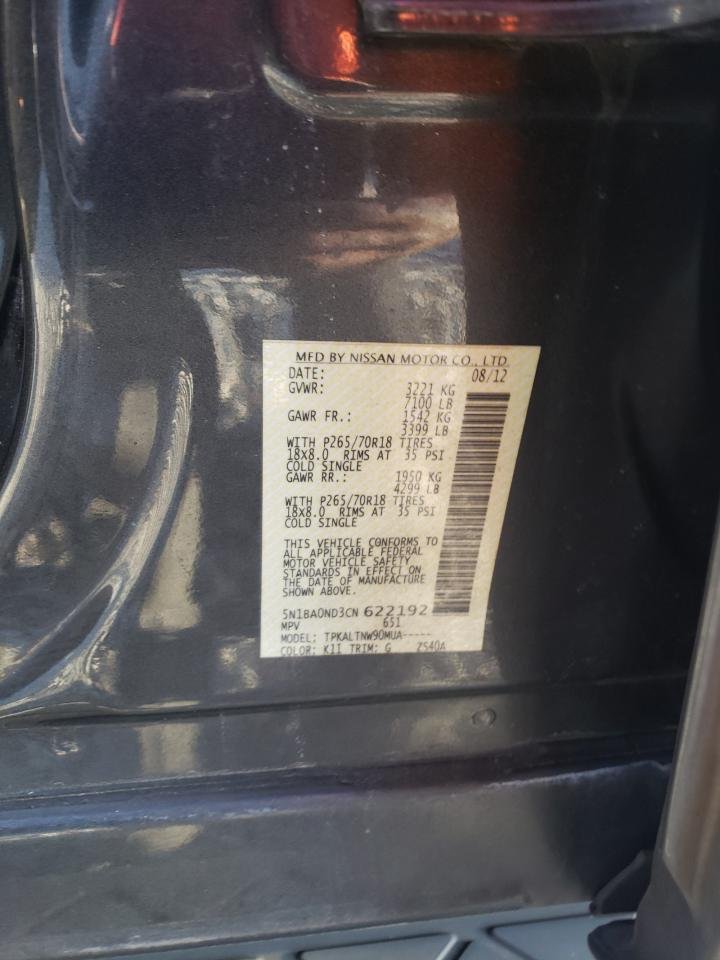 MFD BY NISSAN MOTOR CO., LTD.
DATE: 08/12
GVWR: 3221 KG
7100 LB
GAWR FR.: 1542 KG
3399 LB
WITH P265/70R18 TIRES
18X8.0 RIMS AT 35 PSI
COLD SINGLE
GAWR RR.: 1950 KG
4299 LB
WITH P265/70R18 TIRES
18X8.0 RIMS AT 35 PSI
COLD SINGLE
THIS VEHICLE CONFORMS TO
ALL APPLICABLE FEDERAL
MOTOR VEHICLE SAFETY
STANDARDS IN EFFECT ON
THE DATE OF MANUFACTURE
SHOWN ABOVE.
5N1BA0ND3CN 622192
MPV 651
MODEL: TPKALTNW90MUA-----
COLOR: K11 TRIM: G ZS40A